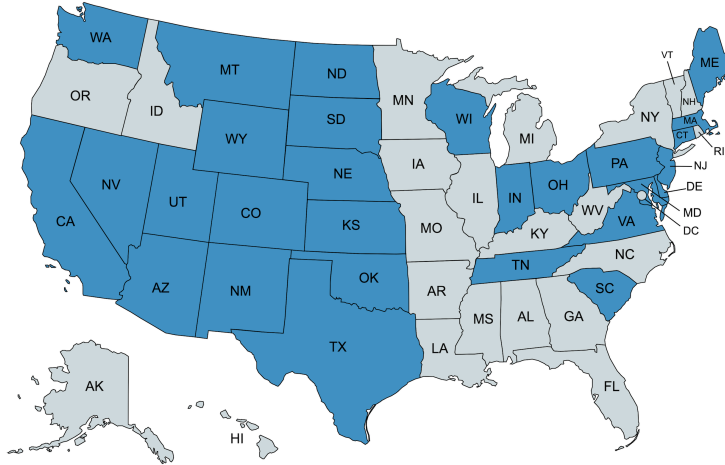 WA
MT
ND
MN
VT
ME
OR
ID
SD
WI
NH
NY
MA
CT
RI
WY
MI
IA
NE
PA
NJ
NV
UT
CO
IL
IN
OH
DE
MD
DC
CA
KS
MO
WV
VA
KY
NC
TN
AZ
NM
OK
AR
SC
MS
AL
GA
TX
LA
FL
AK
HI